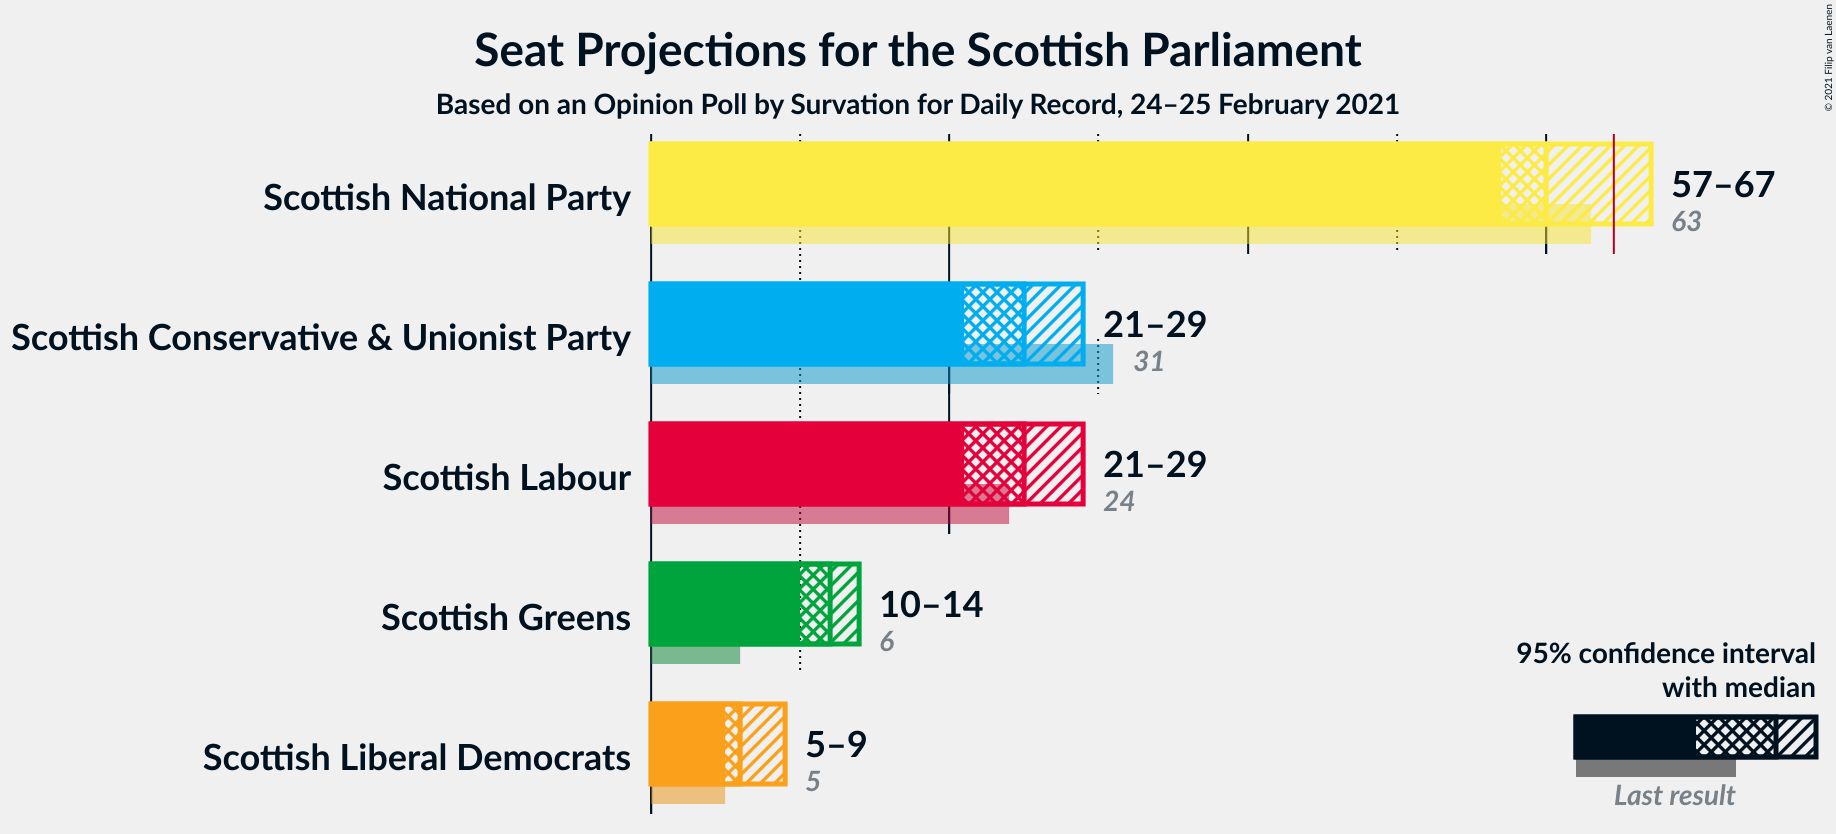 Seat Projections for the Scottish Parliament
Based on an Opinion Poll by Survation for Daily Record, 24–25 February 2021
© 2021 Filip van Laenen
Scottish National Party
57–67
63
Scottish Conservative & Unionist Party
21–29
31
Scottish Labour
21–29
24
Scottish Greens
10–14
6
Scottish Liberal Democrats
5–9
5
95% confidence interval
with median
Last result